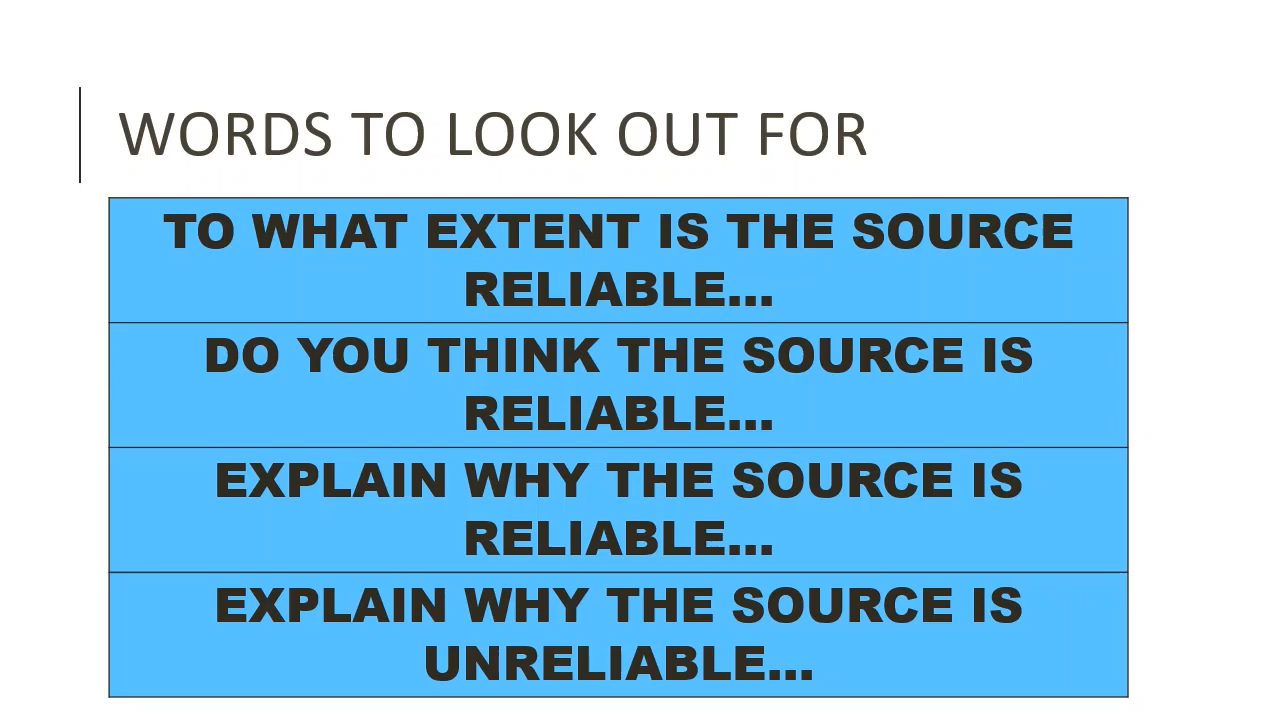 WORDS TO LOOK OUT FOR
TO WHAT EXTENT IS THE SOURCE
RELIABLE...
DO YOU THINK THE SOURCE IS
RELIABLE...
EXPLAIN WHY THE SOURCE IS
RELIABLE...
EXPLAIN WHY THE SOURCE IS
UNRELIABLE...